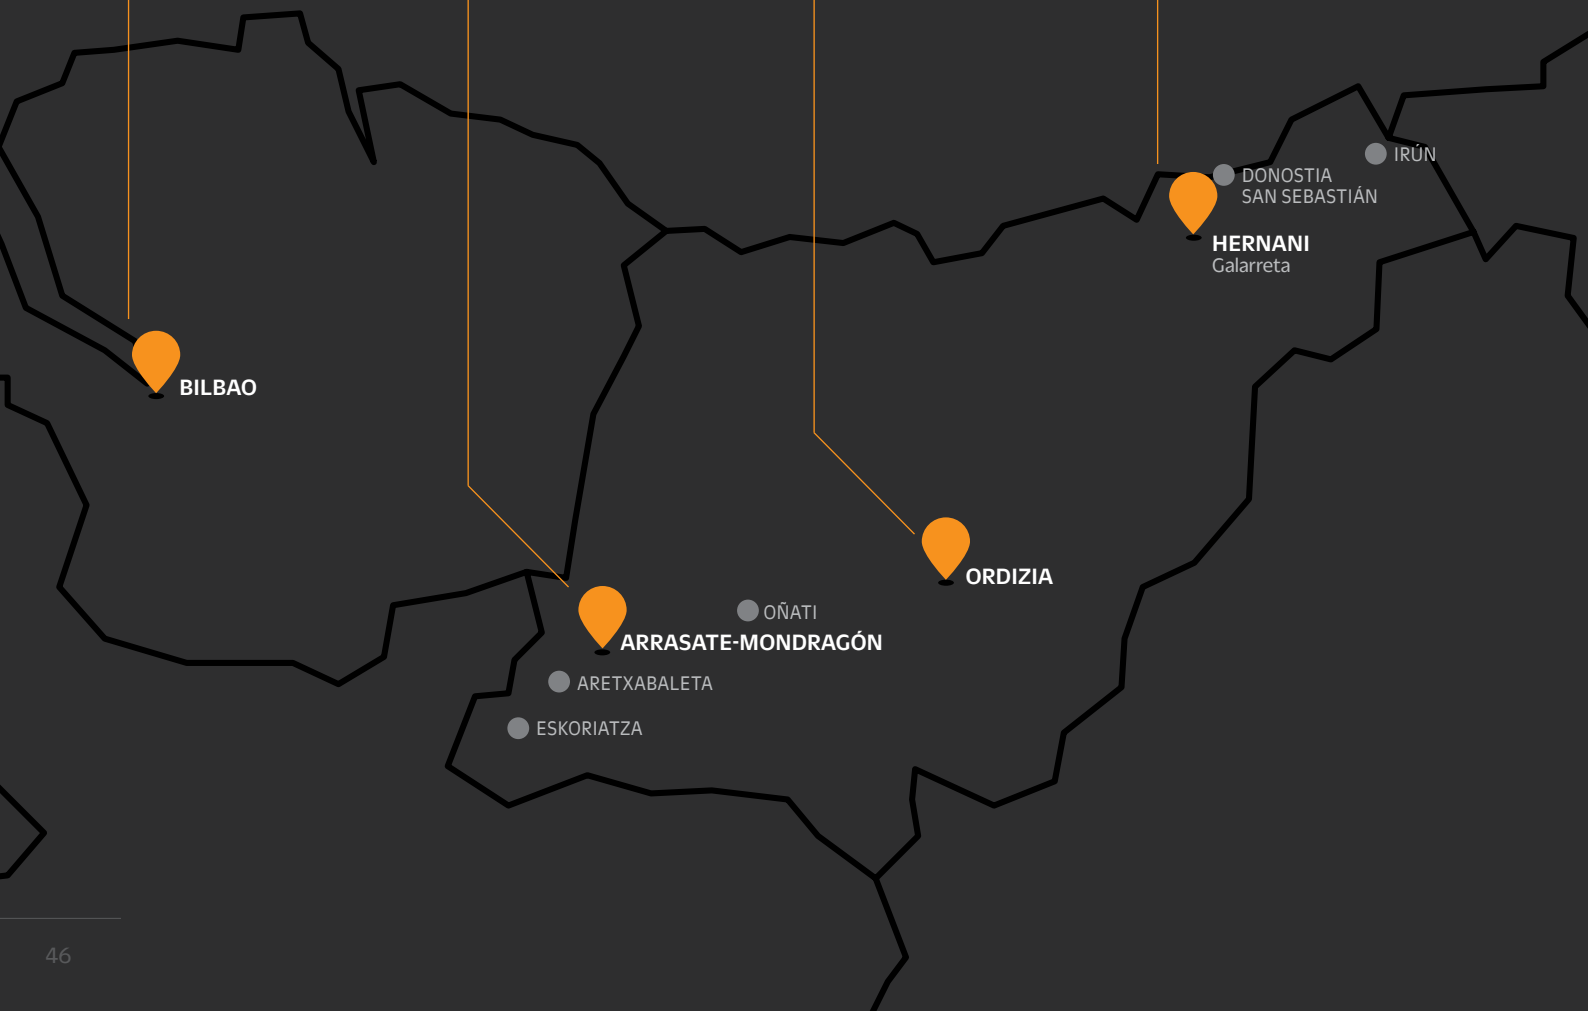 IRÚN
DONOSTIA
SAN SEBASTIÁN
HERNANI
Galarreta
BILBAO
ORDIZIA
OÑATI
ARRASATE-MONDRAGÓN
ARETXABALETA
ESKORIATZA
46